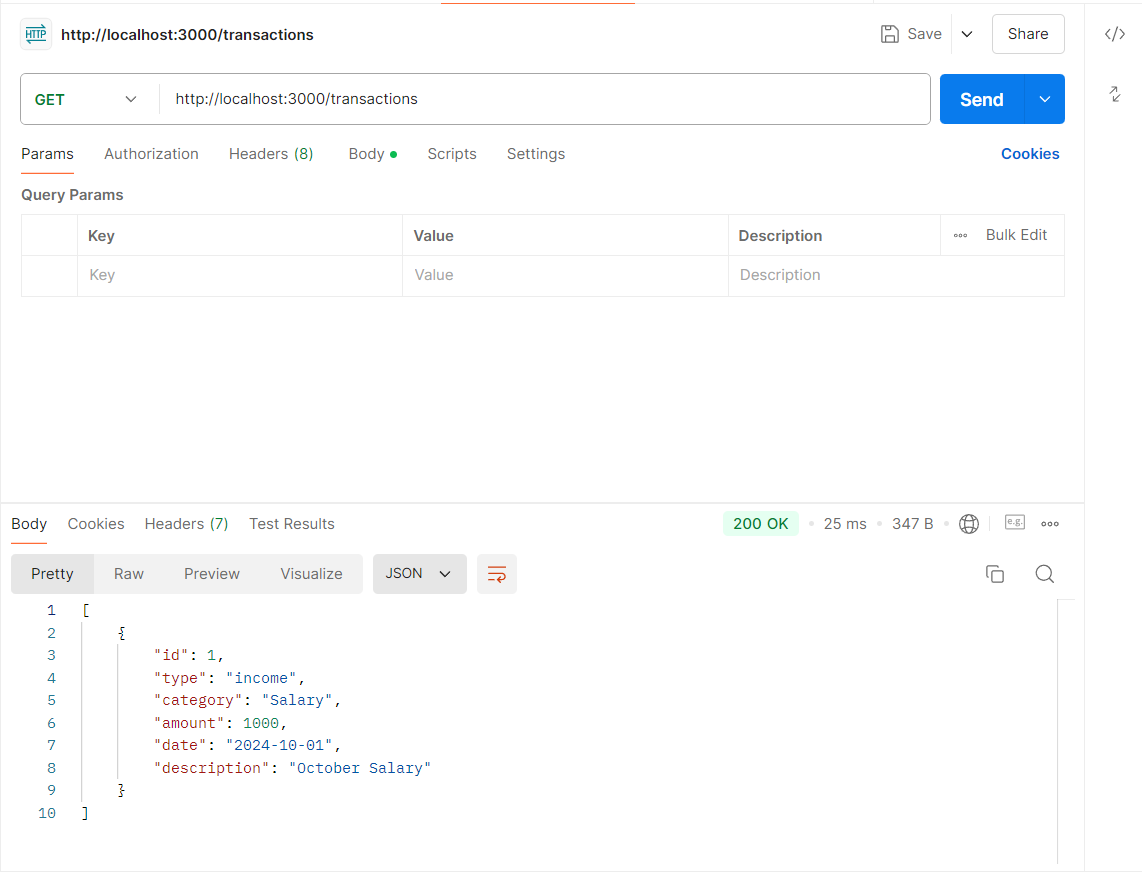 HTTP http://localhost:3000/transactions Save Share
GET http://localhost:3000/transactions Send
Params Authorization Headers (8) Body Scripts Settings Cookies
Query Params
Key Value Description Bulk Edit
Key Value Description
Body Cookies Headers (7) Test Results 200 OK 25 ms 347 B e.g.
Pretty Raw Preview Visualize JSON
1 [
2 {
3 "id": 1,
4 "type": "income",
5 "category": "Salary",
6 "amount": 1000,
7 "date": "2024-10-01",
8 "description": "October Salary"
9 }
10 ]